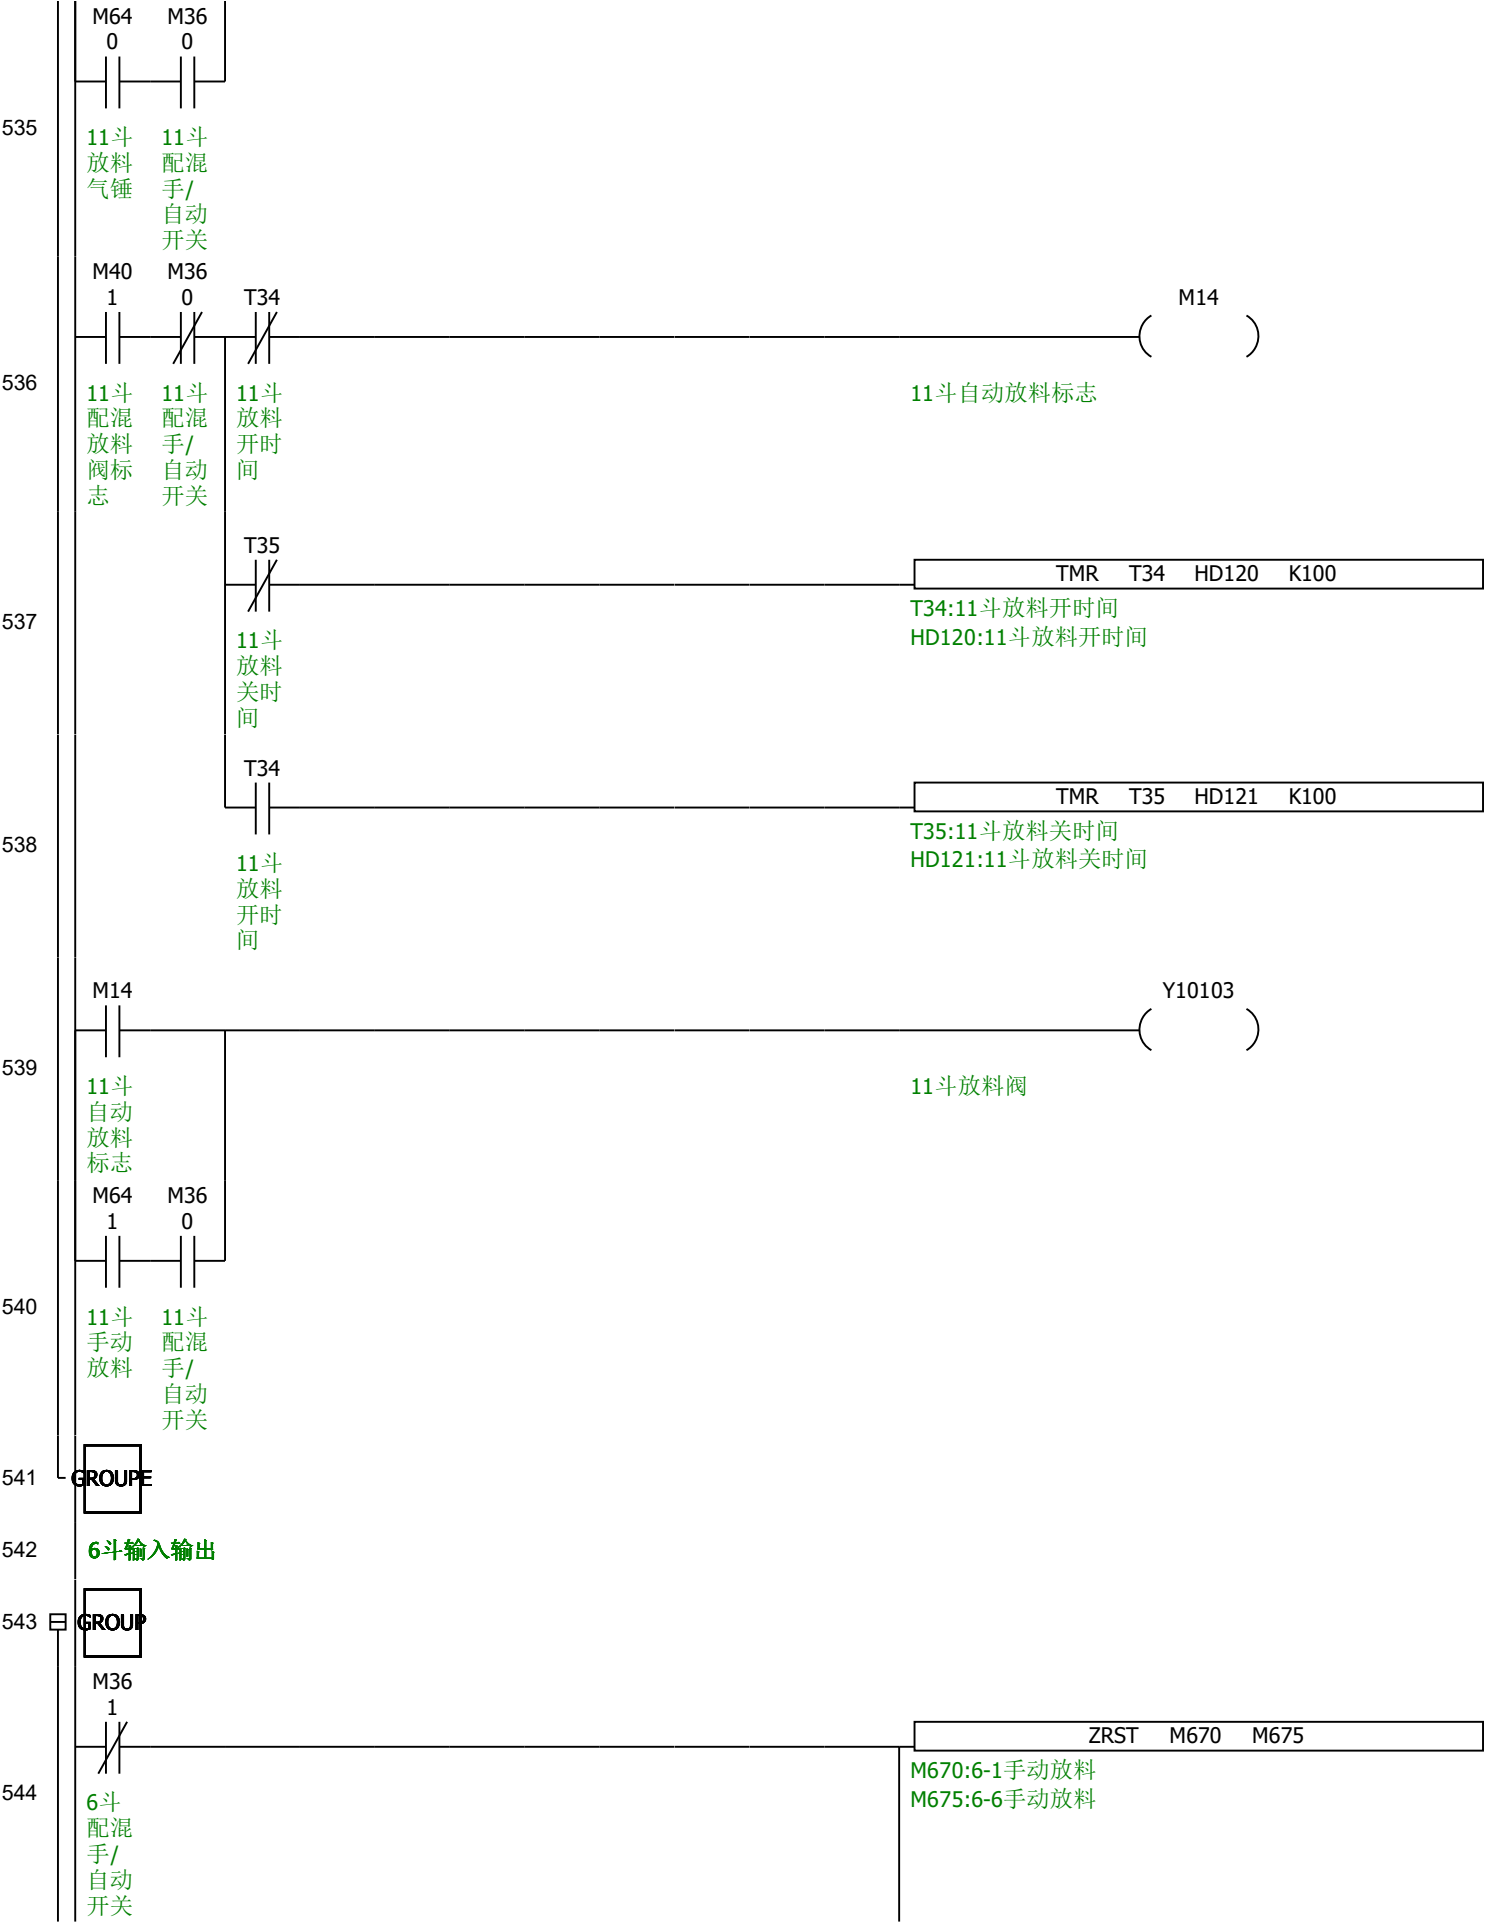 M64 M36
0 0
535
11斗 11斗
放料 配混
气锤 手/
自动
开关
M40 M36
1 0 T34 M14
536
11斗 11斗 11斗 11斗自动放料标志
配混 配混 放料
放料 手/ 开时
阀标 自动 间
志 开关
T35
TMR T34 HD120 K100
537
T34:11斗放料开时间
HD120:11斗放料开时间
11斗
放料
关时
间
T34
TMR T35 HD121 K100
538
T35:11斗放料关时间
HD121:11斗放料关时间
11斗
放料
开时
间
M14 Y10103
539
11斗 11斗放料阀
自动
放料
标志
M64 M36
1 0
540
11斗 11斗
手动 配混
放料 手/
自动
开关
541 GROUPE
542 6斗输入输出
543 GROUP
M36
1
ZRST M670 M675
544
M670:6-1手动放料
M675:6-6手动放料
6斗
配混
手/
自动
开关